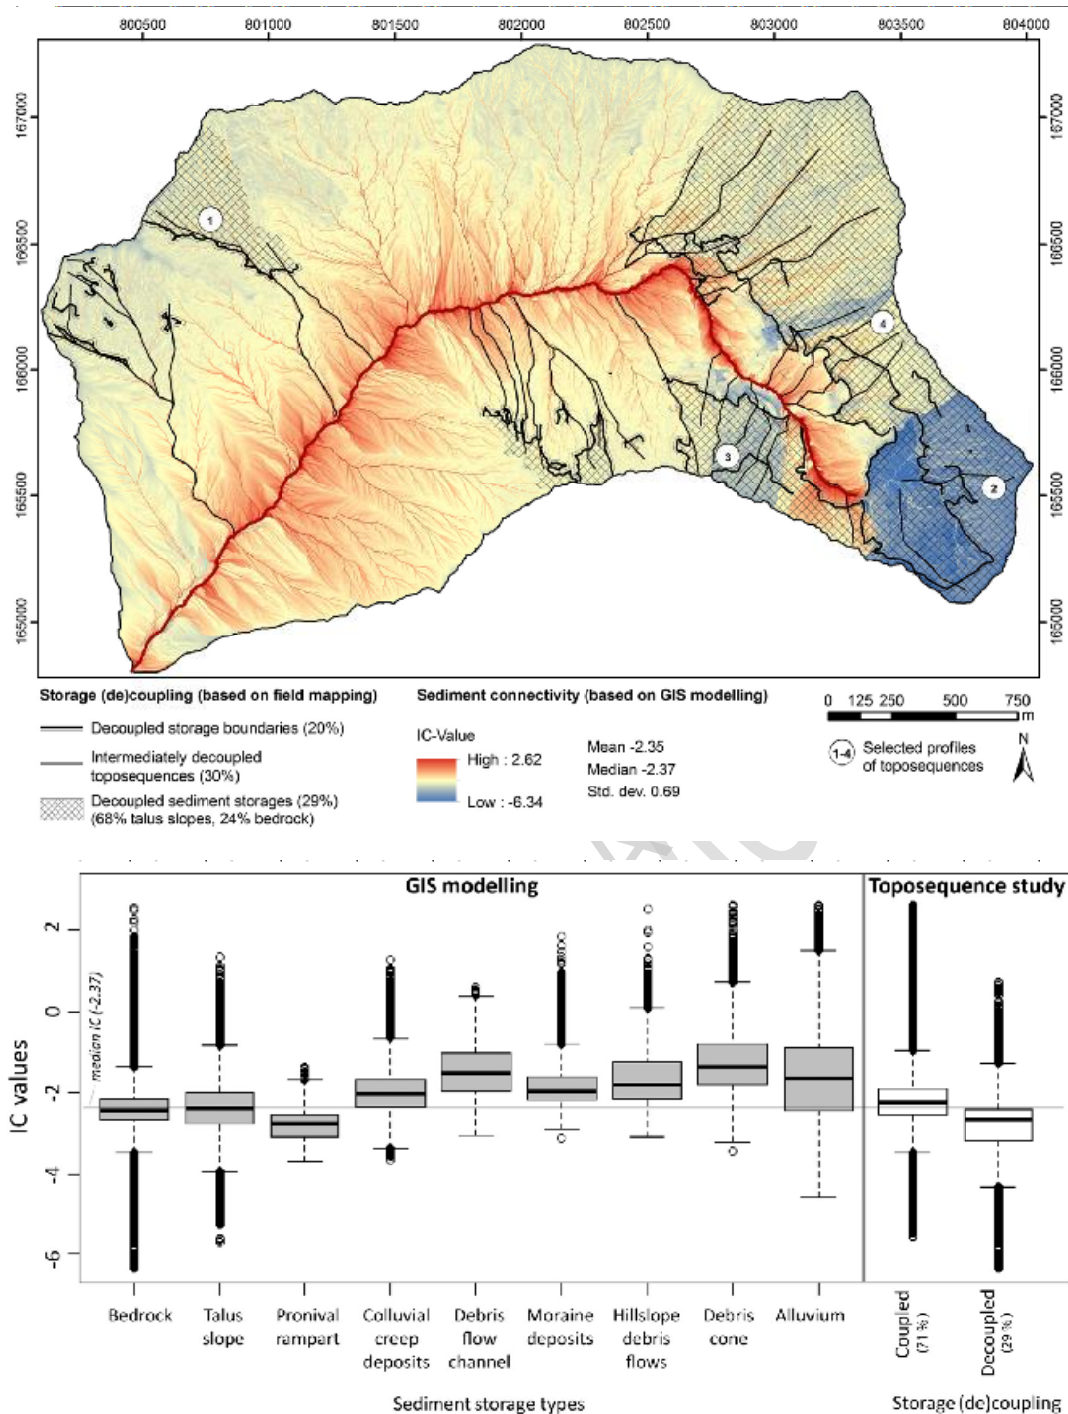 800500 801000 801500 802000 802500 803000 803500 804000
167000 167000
166500 166500
166000 166000
165500 165500
165000 165000
1
4
3
2
Storage (de)coupling (based on field mapping)
Decoupled storage boundaries (20%)
Intermediately decoupled
toposequences (30%)
Decoupled sediment storages (29%)
(68% talus slopes, 24% bedrock)
Sediment connectivity (based on GIS modelling)
IC-Value
High : 2.62
Low : -6.34
Mean -2.35
Median -2.37
Std. dev. 0.69
0 125 250 500 750
m
1-4 Selected profiles
of toposequences
N
GIS modelling
Toposequence study
IC values
2
0
-2
-4
-6
median IC (-2.37)
Bedrock
Talus
slope
Pronival
rampart
Colluvial
creep
deposits
Debris
flow
channel
Moraine
deposits
Hillslope
debris
flows
Debris
cone
Alluvium
Coupled
(71%)
Decoupled
(29%)
Sediment storage types
Storage (de)coupling